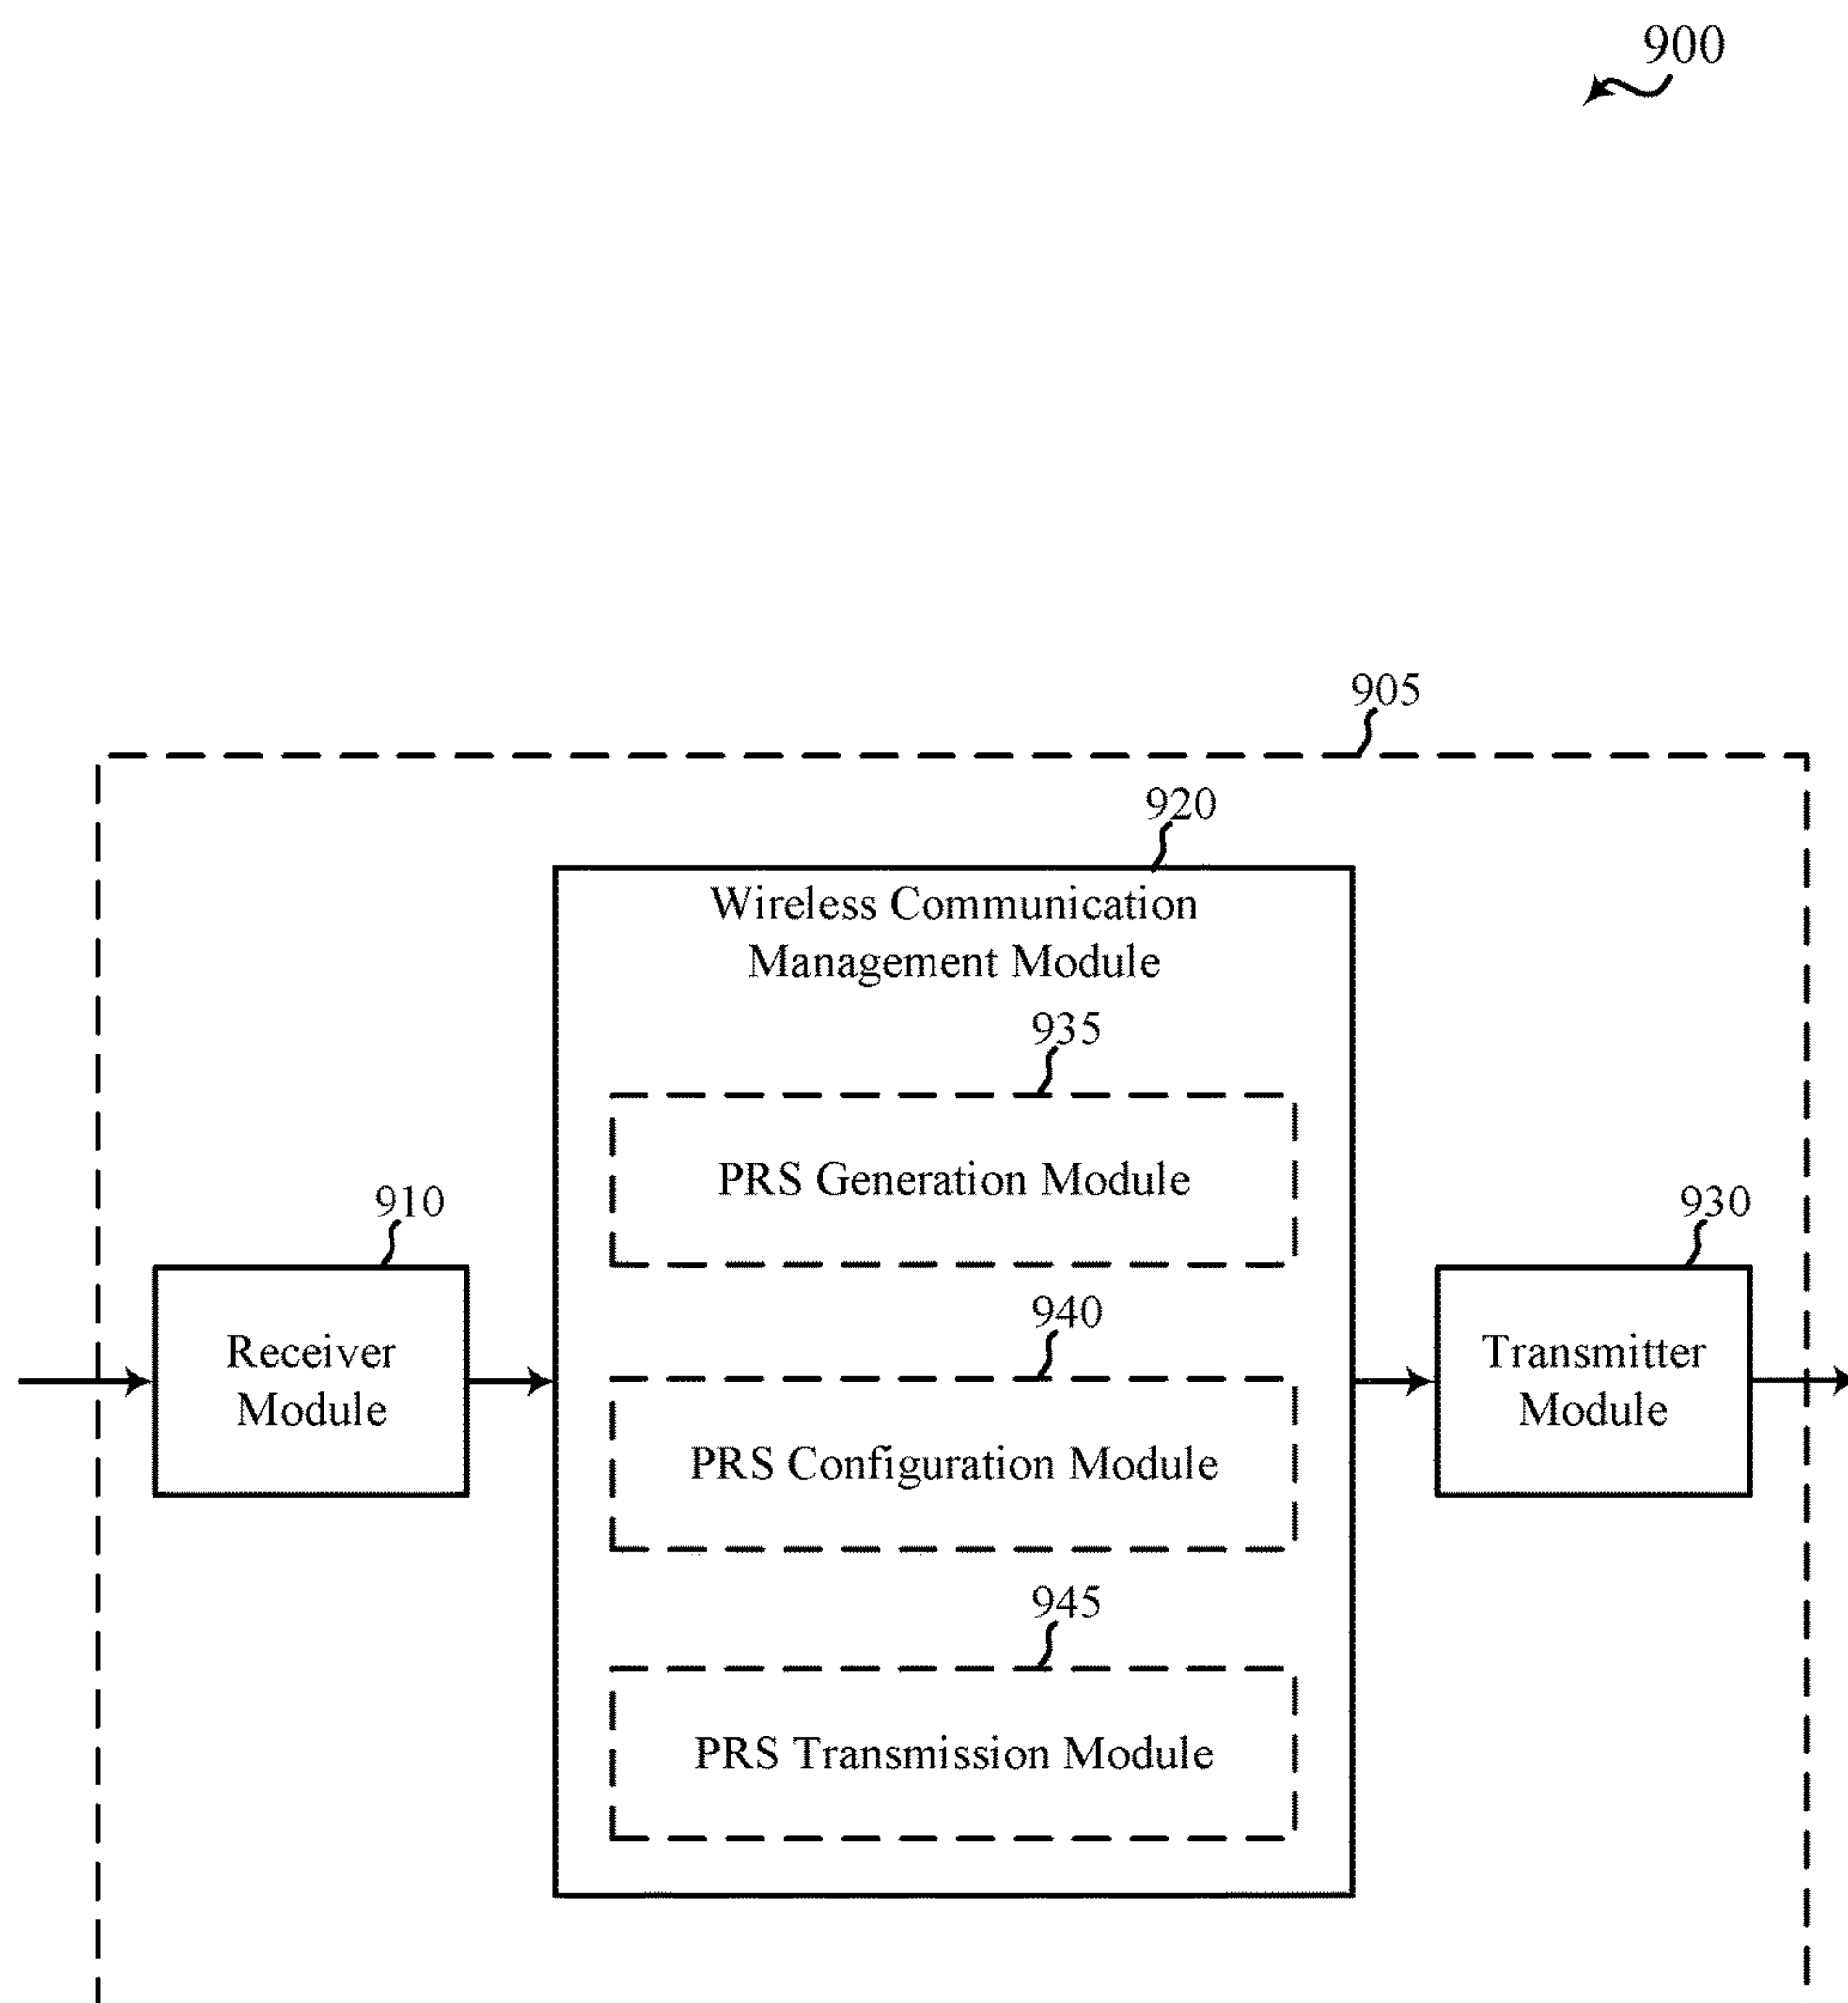 900
905
920
Wireless Communication
Management Module
935
PRS Generation Module
910
930
Receiver
Module
940
Transmitter
Module
PRS Configuration Module
945
PRS Transmission Module